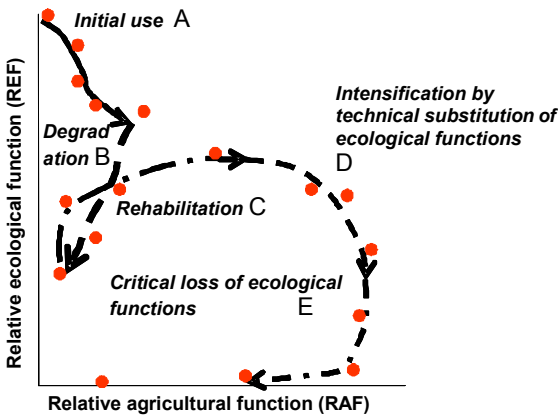 Initial use A
Intensification by
technical substitution of
ecological functions
D
Degrad
ation B
Rehabilitation C
Critical loss of ecological
functions E
Relative ecological function (REF)
Relative agricultural function (RAF)